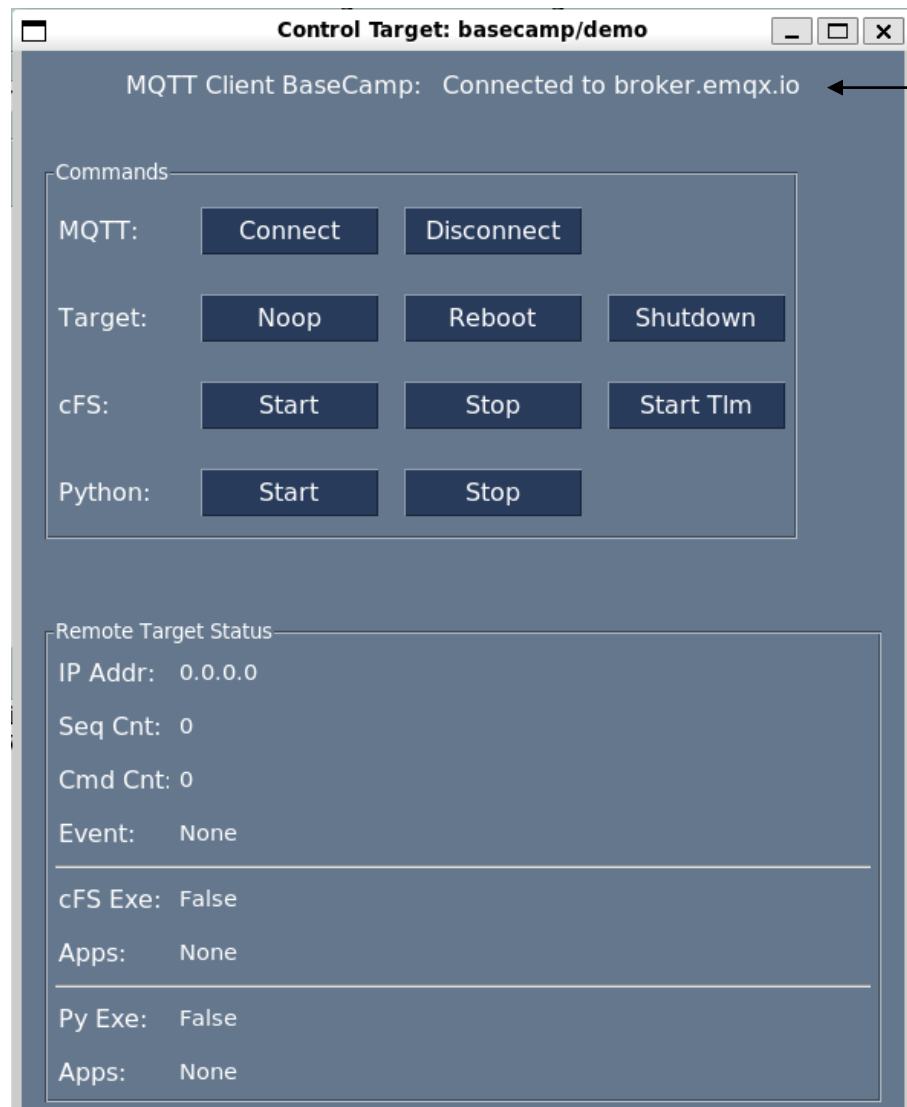 Control Target: basecamp/demo
MQTT Client BaseCamp: Connected to broker.emqx.io
Commands
MQTT: Connect Disconnect
Target: Noop Reboot Shutdown
cFS: Start Stop Start Tlm
Python: Start Stop
Remote Target Status
IP Addr: 0.0.0.0
Seq Cnt: 0
Cmd Cnt: 0
Event: None
cFS Exe: False
Apps: None
Py Exe: False
Apps: None